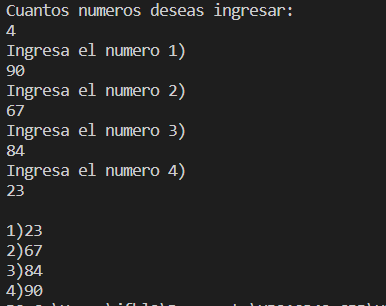 Cuantos numeros deseas ingresar:
4
Ingresa el numero 1)
90
Ingresa el numero 2)
67
Ingresa el numero 3)
84
Ingresa el numero 4)
23
1)23
2)67
3)84
4)90